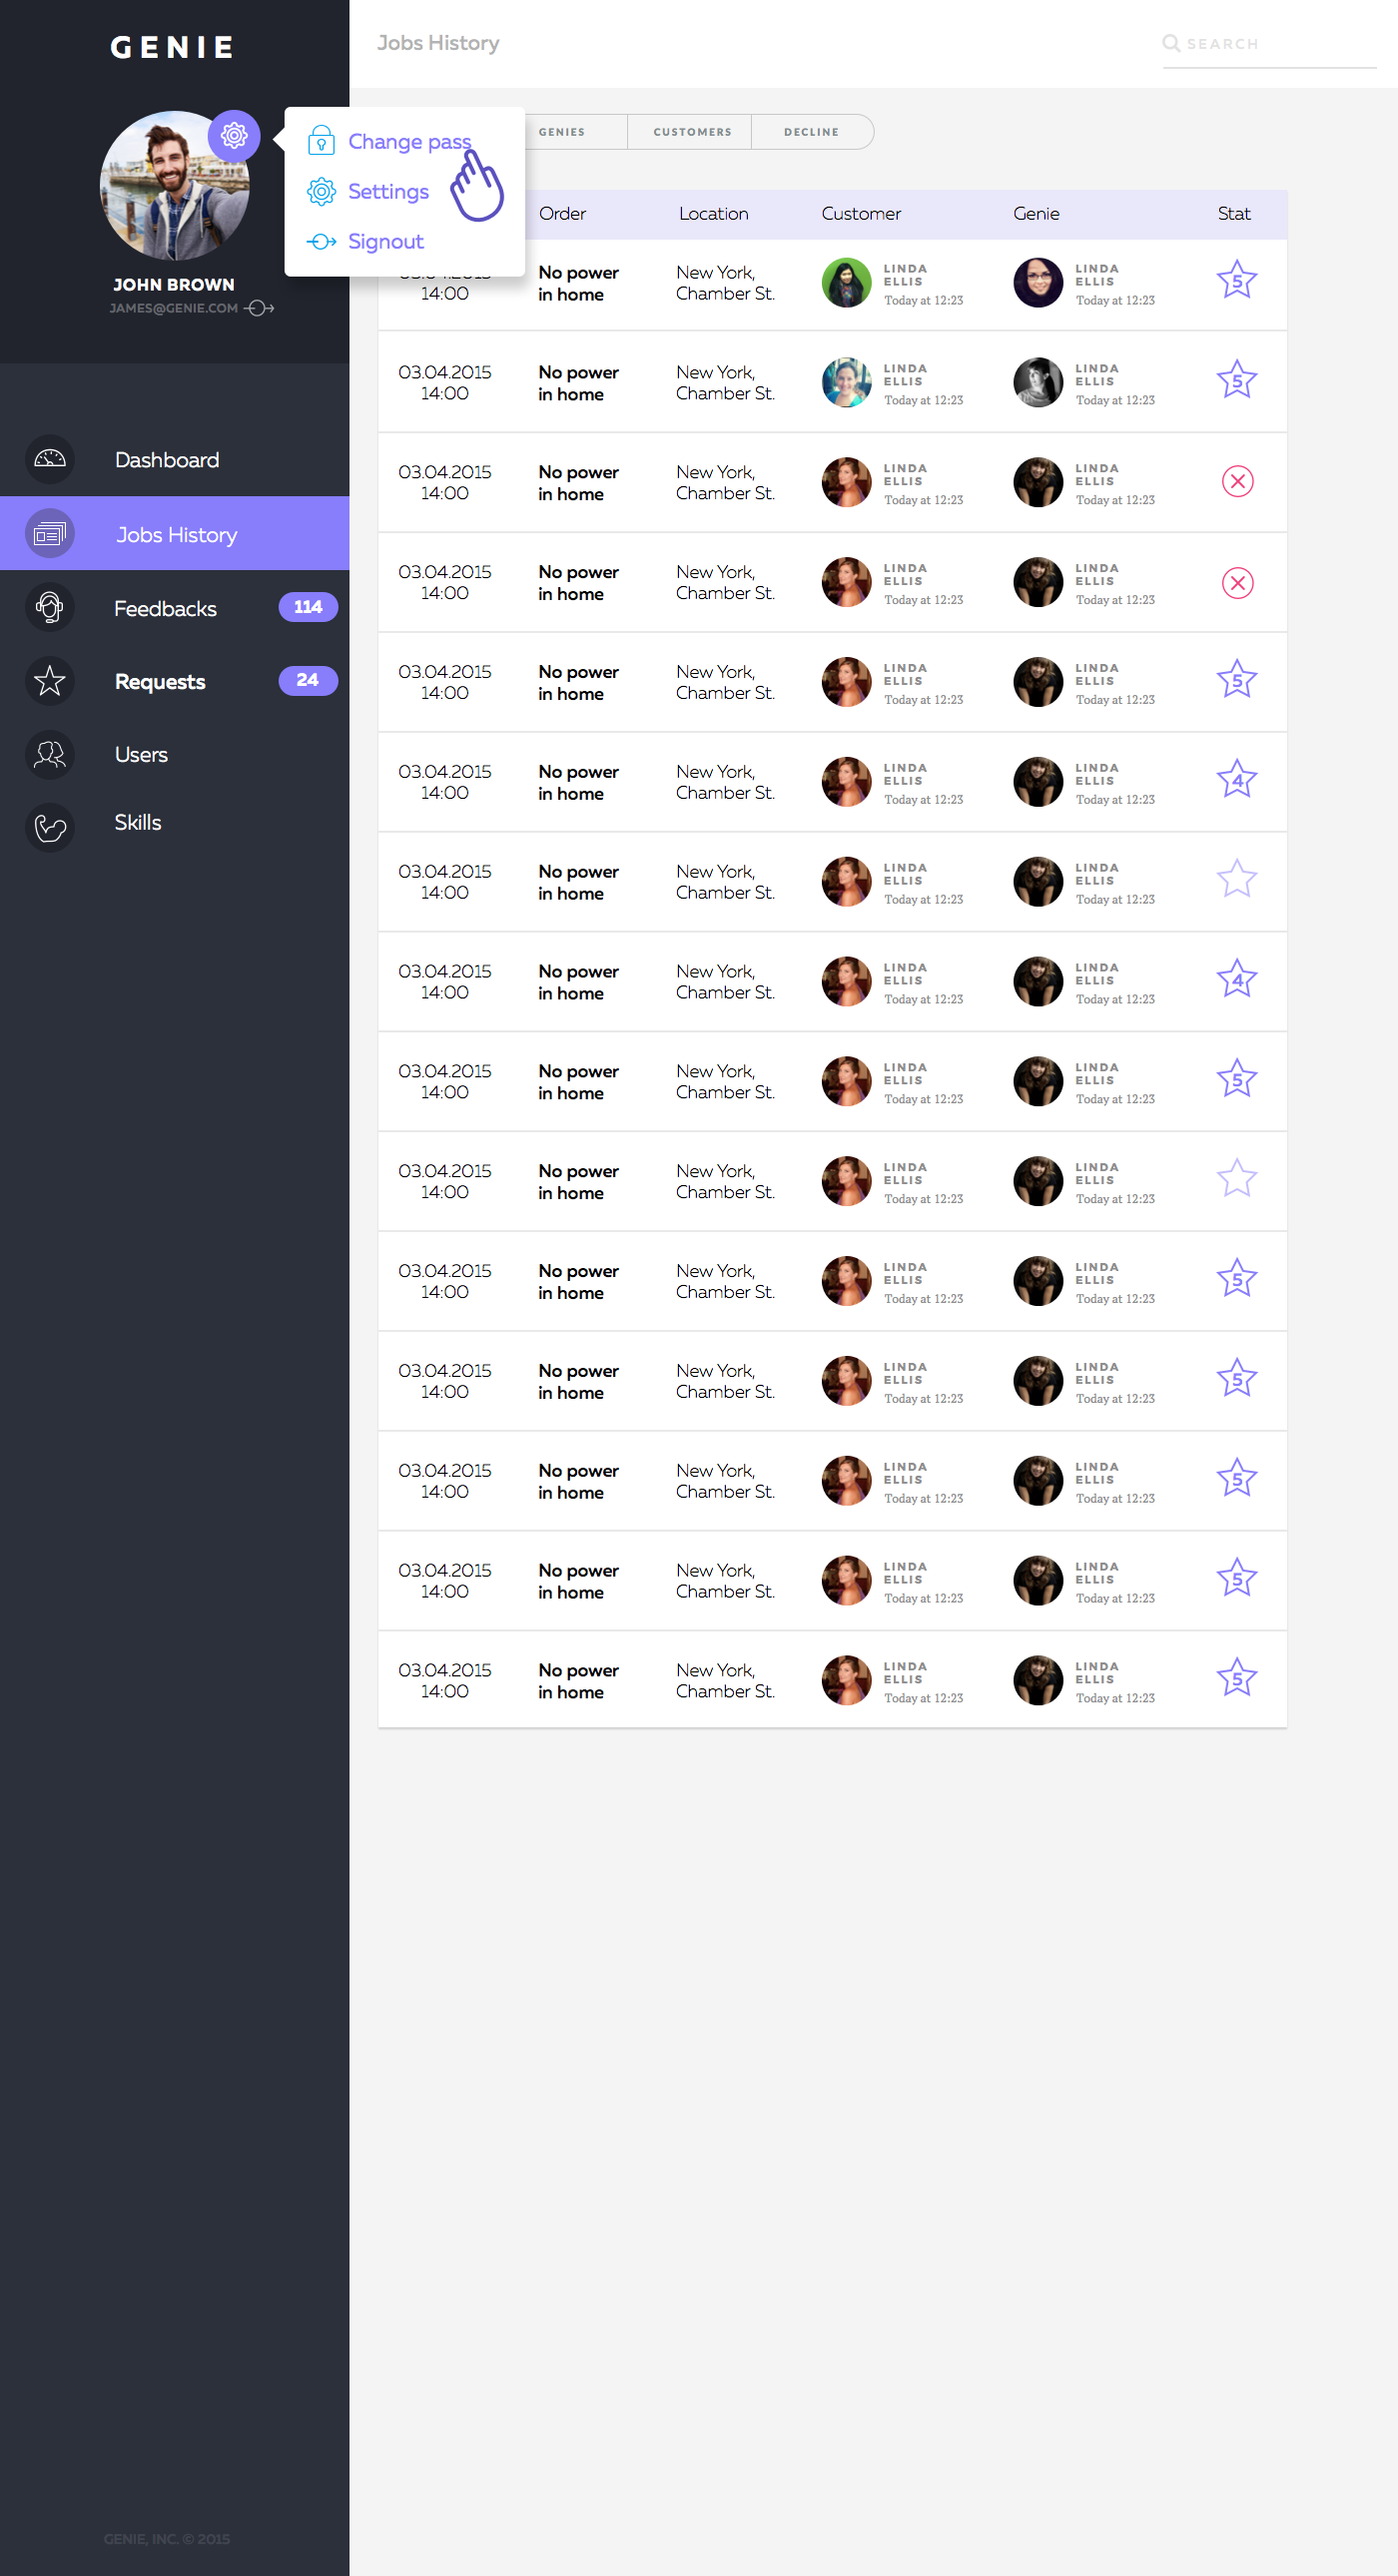 GENIE
Jobs History
SEARCH
Change pass
Settings
Signout
JOHN BROWN
JAMES@GENIE.COM
Dashboard
Jobs History
Feedbacks 114
Requests 24
Users
Skills
GENIE, INC. © 2015
GENIES CUSTOMERS DECLINE
Order Location Customer Genie Stat
03.04.2015 No power New York, LINDA LINDA
14:00 in home Chamber St. ELLIS ELLIS 5
Today at 12:23 Today at 12:23
03.04.2015 No power New York, LINDA LINDA
14:00 in home Chamber St. ELLIS ELLIS 5
Today at 12:23 Today at 12:23
03.04.2015 No power New York, LINDA LINDA
14:00 in home Chamber St. ELLIS ELLIS
Today at 12:23 Today at 12:23
03.04.2015 No power New York, LINDA LINDA
14:00 in home Chamber St. ELLIS ELLIS
Today at 12:23 Today at 12:23
03.04.2015 No power New York, LINDA LINDA
14:00 in home Chamber St. ELLIS ELLIS 5
Today at 12:23 Today at 12:23
03.04.2015 No power New York, LINDA LINDA
14:00 in home Chamber St. ELLIS ELLIS 4
Today at 12:23 Today at 12:23
03.04.2015 No power New York, LINDA LINDA
14:00 in home Chamber St. ELLIS ELLIS
Today at 12:23 Today at 12:23
03.04.2015 No power New York, LINDA LINDA
14:00 in home Chamber St. ELLIS ELLIS 4
Today at 12:23 Today at 12:23
03.04.2015 No power New York, LINDA LINDA
14:00 in home Chamber St. ELLIS ELLIS 5
Today at 12:23 Today at 12:23
03.04.2015 No power New York, LINDA LINDA
14:00 in home Chamber St. ELLIS ELLIS
Today at 12:23 Today at 12:23
03.04.2015 No power New York, LINDA LINDA
14:00 in home Chamber St. ELLIS ELLIS 5
Today at 12:23 Today at 12:23
03.04.2015 No power New York, LINDA LINDA
14:00 in home Chamber St. ELLIS ELLIS 5
Today at 12:23 Today at 12:23
03.04.2015 No power New York, LINDA LINDA
14:00 in home Chamber St. ELLIS ELLIS 5
Today at 12:23 Today at 12:23
03.04.2015 No power New York, LINDA LINDA
14:00 in home Chamber St. ELLIS ELLIS 5
Today at 12:23 Today at 12:23
03.04.2015 No power New York, LINDA LINDA
14:00 in home Chamber St. ELLIS ELLIS 5
Today at 12:23 Today at 12:23